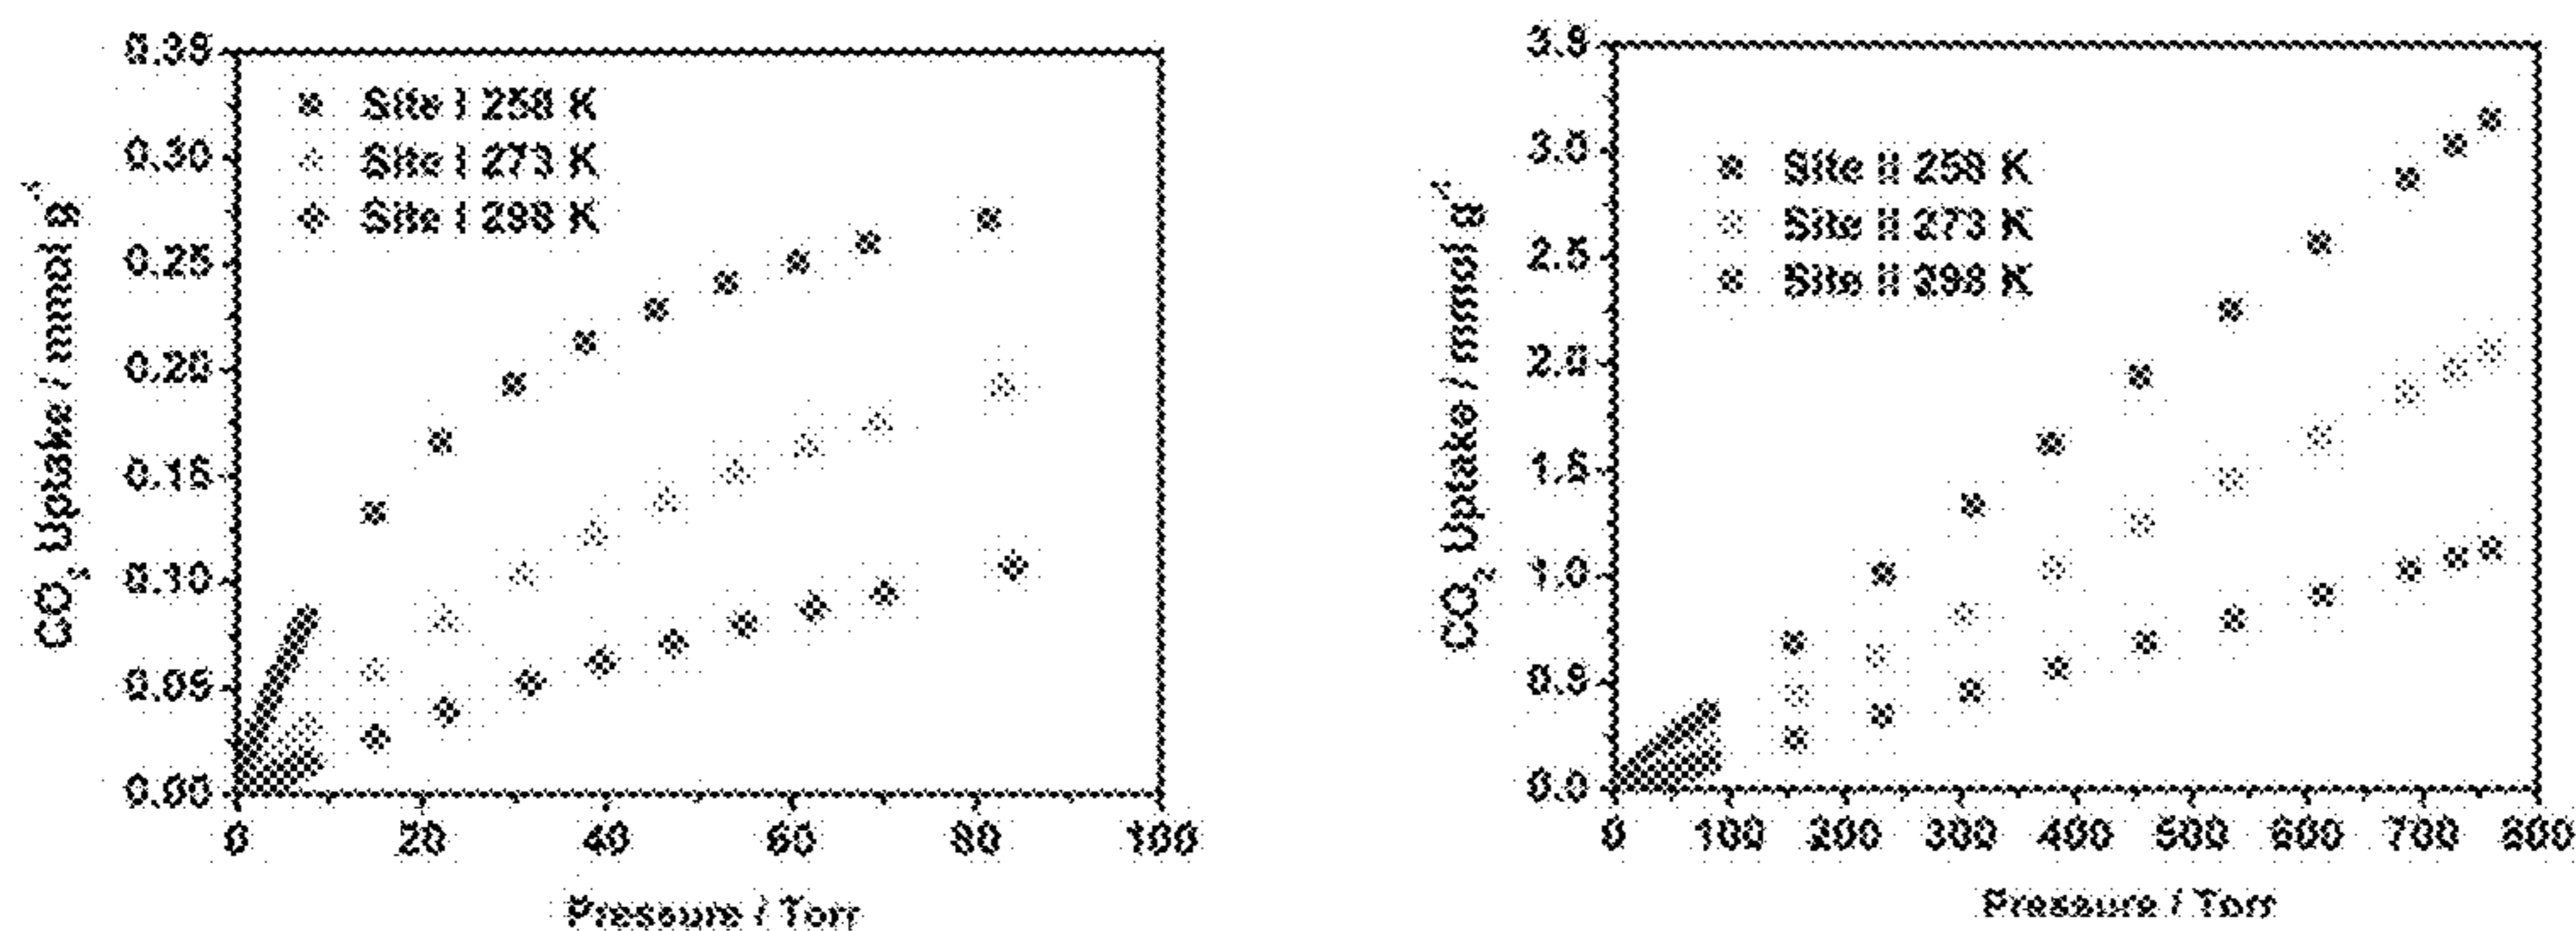 0.35
0.30
0.25
0.20
0.15
0.10
0.05
0.00
CO2 Uptake / mmol g-1
Site I 258 K
Site I 273 K
Site I 298 K
0 20 40 60 80 100
Pressure / Torr
3.5
3.0
2.5
2.0
1.5
1.0
0.5
0.0
CO2 Uptake / mmol g-1
Site II 258 K
Site II 273 K
Site II 298 K
0 100 200 300 400 500 600 700 800
Pressure / Torr